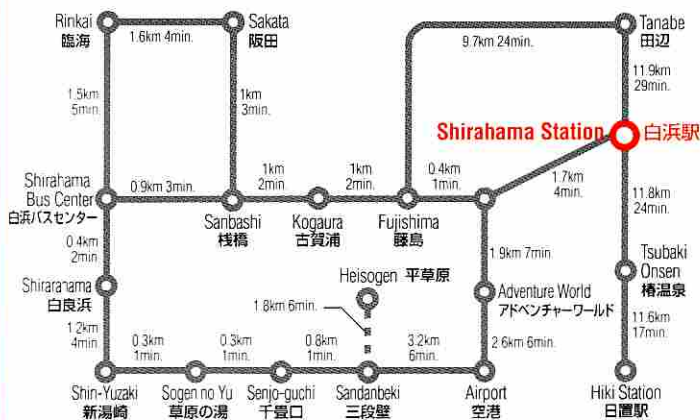 Rinkai
臨海
1.6km 4min.
Sakata
阪田
9.7km 24min.
Tanabe
田辺
1.5km
5min.
1km
3min.
11.9km
29min.
Shirahama Station
白浜駅
Shirahama
Bus Center
白浜バスセンター
0.9km 3min.
Sanbashi
桟橋
1km
2min.
Kogaura
古賀浦
1km
2min.
Fujishima
藤島
0.4km
1min.
1.7km
4min.
11.8km
24min.
0.4km
2min.
Shirarahama
白良浜
Heisogen 平草原
1.8km 6min.
1.9km 7min.
Adventure World
アドベンチャーワールド
Tsubaki
Onsen
椿温泉
1.2km
4min.
0.3km
1min.
0.3km
1min.
0.8km
1min.
3.2km
6min.
2.6km 6min.
11.6km
17min.
Shin-Yuzaki
新湯崎
Sogen no Yu
草原の湯
Senjo-guchi
千畳口
Sandanbeki
三段壁
Airport
空港
Hiki Station
日置駅